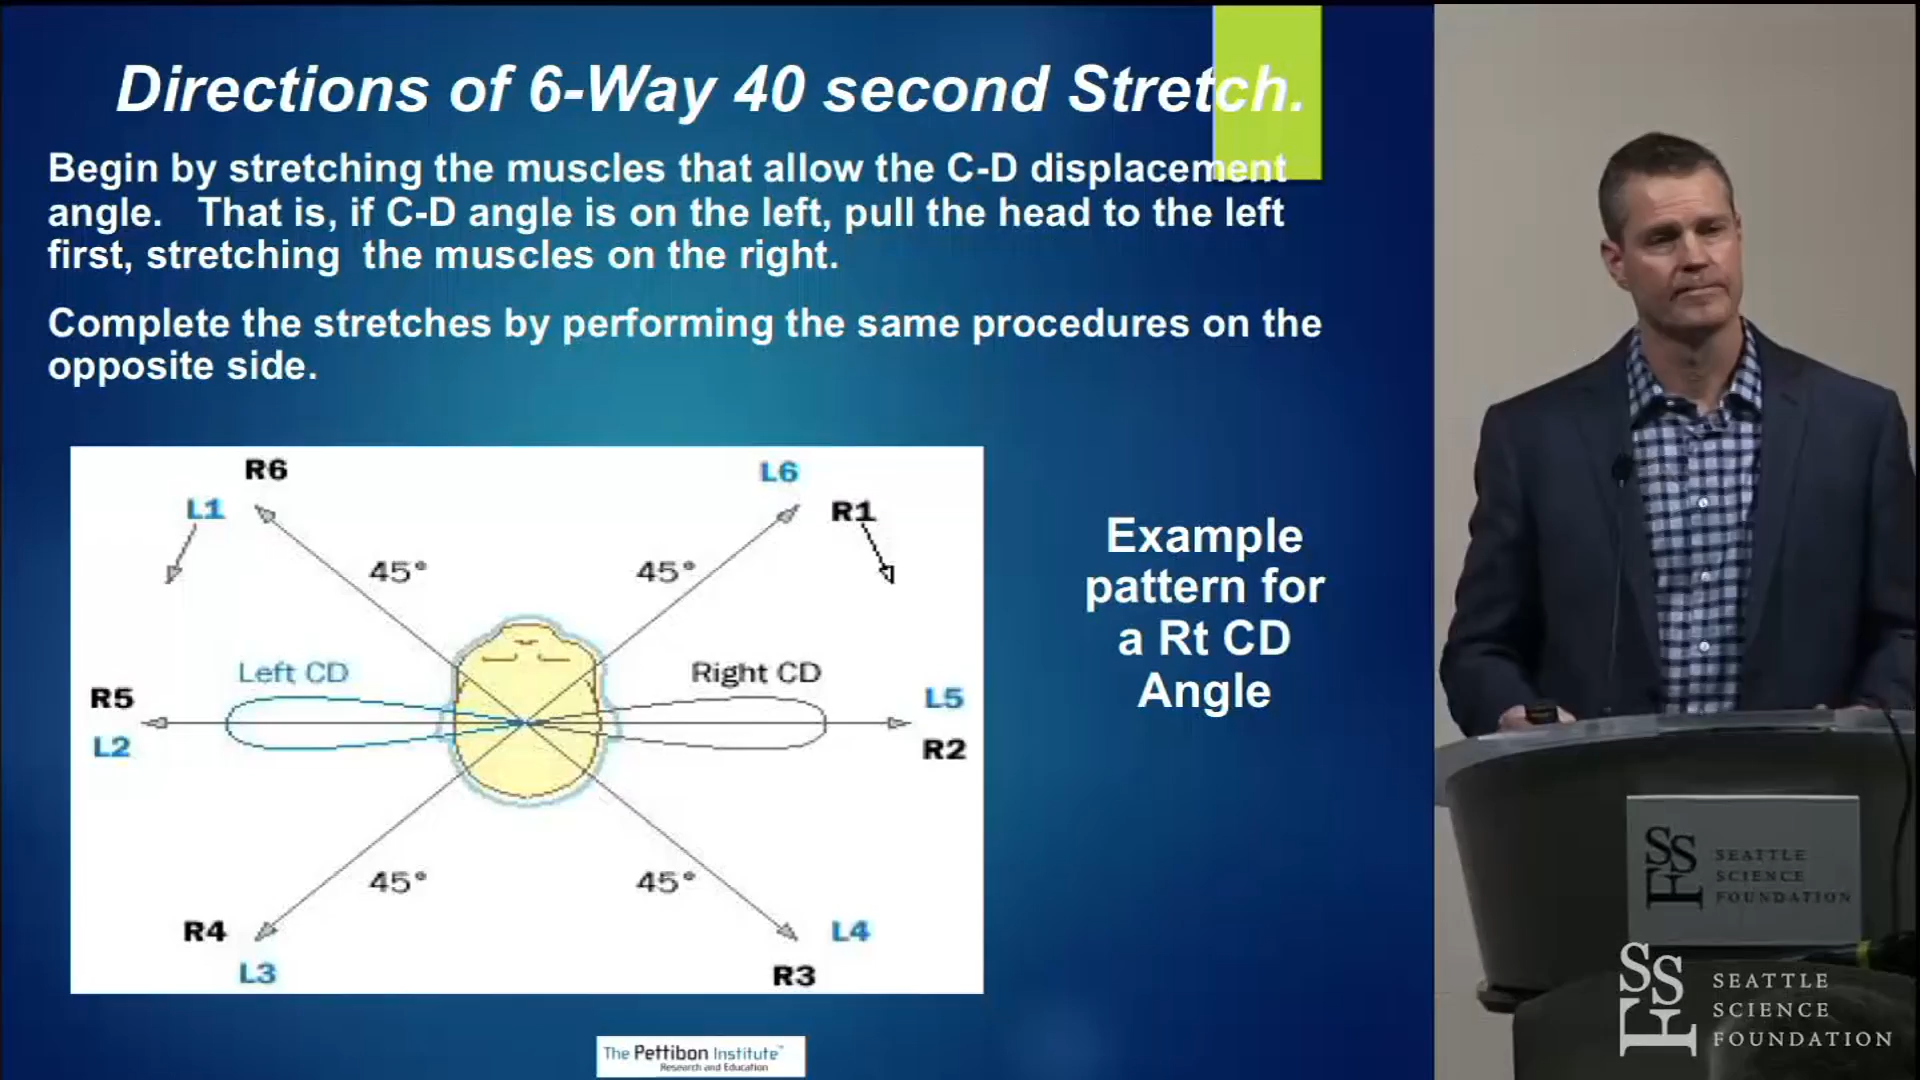 Directions of 6-Way 40 second Stretch.
Begin by stretching the muscles that allow the C-D displacement
angle. That is, if C-D angle is on the left, pull the head to the left
first, stretching the muscles on the right.
Complete the stretches by performing the same procedures on the
opposite side.
R6
L6
L1
R1
45°
45°
Left CD
Right CD
R5
L5
L2
R2
45°
45°
R4
L4
L3
R3
Example
pattern for
a Rt CD
Angle
The Pettibon Institute™
Research and Education
SSF
SEATTLE
SCIENCE
FOUNDATION
SSF
SEATTLE
SCIENCE
FOUNDATION